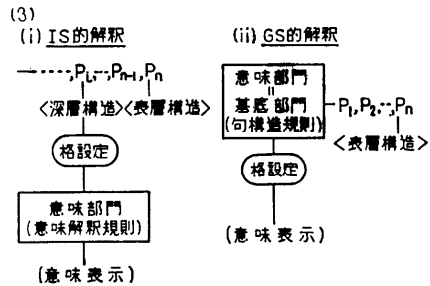 (3)
(i) IS的解釈
-----,Pi,--,Pn-1,Pn
<深層構造><表層構造>
格設定
意味部門
(意味解釈規則)
(意味表示)
(ii) GS的解釈
意味部門
॥
基底部門
(句構造規則)
P1,P2--,Pn
<表層構造>
格設定
(意味表示)